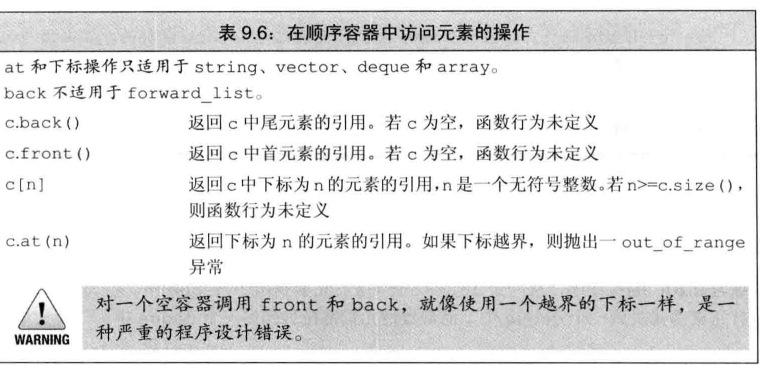 表 9.6：在顺序容器中访问元素的操作
at 和下标操作只适用于 string、vector、deque 和 array。
back 不适用于 forward_list。
c.back() 返回 c 中尾元素的引用。若 c 为空，函数行为未定义
c.front() 返回 c 中首元素的引用。若 c 为空，函数行为未定义
c[n] 返回 c 中下标为 n 的元素的引用，n 是一个无符号整数。若 n>=c.size()，
则函数行为未定义
c.at(n) 返回下标为 n 的元素的引用。如果下标越界，则抛出一 out_of_range
异常
对一个空容器调用 front 和 back，就像使用一个越界的下标一样，是一
WARNING
种严重的程序设计错误。